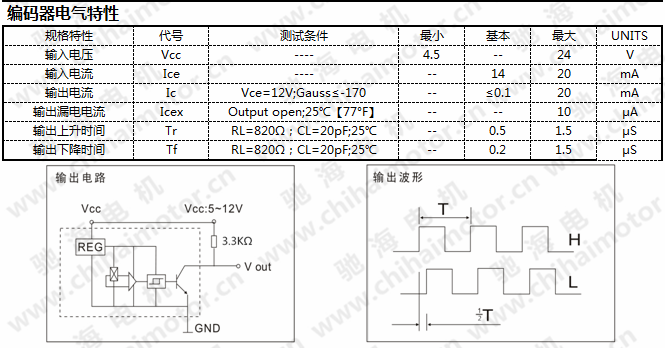 编码器电气特性
规格特性 代号 测试条件 最小 基本 最大 UNITS
输入电压 Vcc ---- 4.5 -- 24 V
输入电流 Ice ---- -- 14 20 mA
输出电流 Ic Vce=12V;Gauss≤-170 -- ≤0.1 20 mA
输出漏电电流 Icex Output open;25℃【77°F】 -- -- 10 μA
输出上升时间 Tr RL=820Ω；CL=20pF;25℃ -- 0.5 1.5 μS
输出下降时间 Tf RL=820Ω；CL=20pF;25℃ -- 0.2 1.5 μS
输出电路
Vcc Vcc:5~12V
REG
3.3KΩ
V out
GND
输出波形
T
H
L
½T
驰海电机
www.chihaimotor.cn